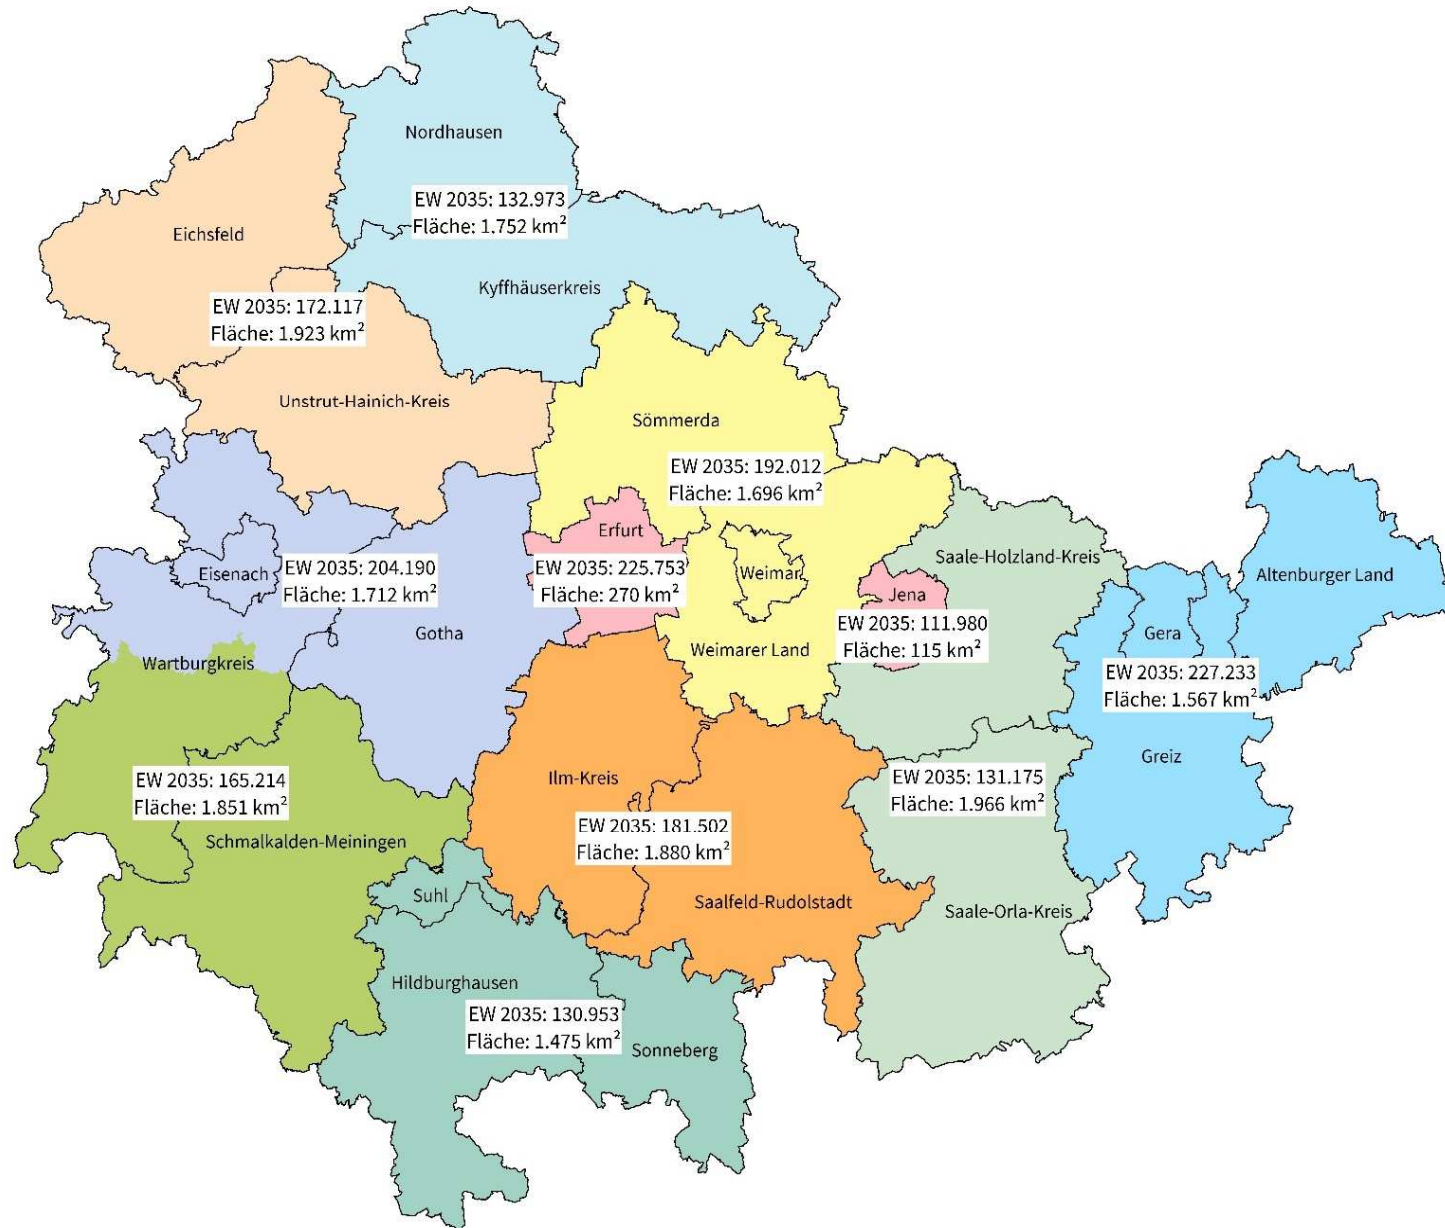 Nordhausen
EW 2035: 132.973
Fläche: 1.752 km²
Eichsfeld
Kyffhäuserkreis
EW 2035: 172.117
Fläche: 1.923 km²
Unstrut-Hainich-Kreis
Sömmerda
EW 2035: 192.012
Fläche: 1.696 km²
Erfurt
EW 2035: 225.753
Fläche: 270 km²
Eisenach
EW 2035: 204.190
Fläche: 1.712 km²
Gotha
Weimar
Weimarer Land
Saale-Holzland-Kreis
Jena
EW 2035: 111.980
Fläche: 115 km²
Altenburger Land
Gera
EW 2035: 227.233
Fläche: 1.567 km²
Greiz
Wartburgkreis
EW 2035: 165.214
Fläche: 1.851 km²
Schmalkalden-Meiningen
Ilm-Kreis
EW 2035: 181.502
Fläche: 1.880 km²
Saalfeld-Rudolstadt
EW 2035: 131.175
Fläche: 1.966 km²
Saale-Orla-Kreis
Suhl
Hildburghausen
EW 2035: 130.953
Fläche: 1.475 km²
Sonneberg